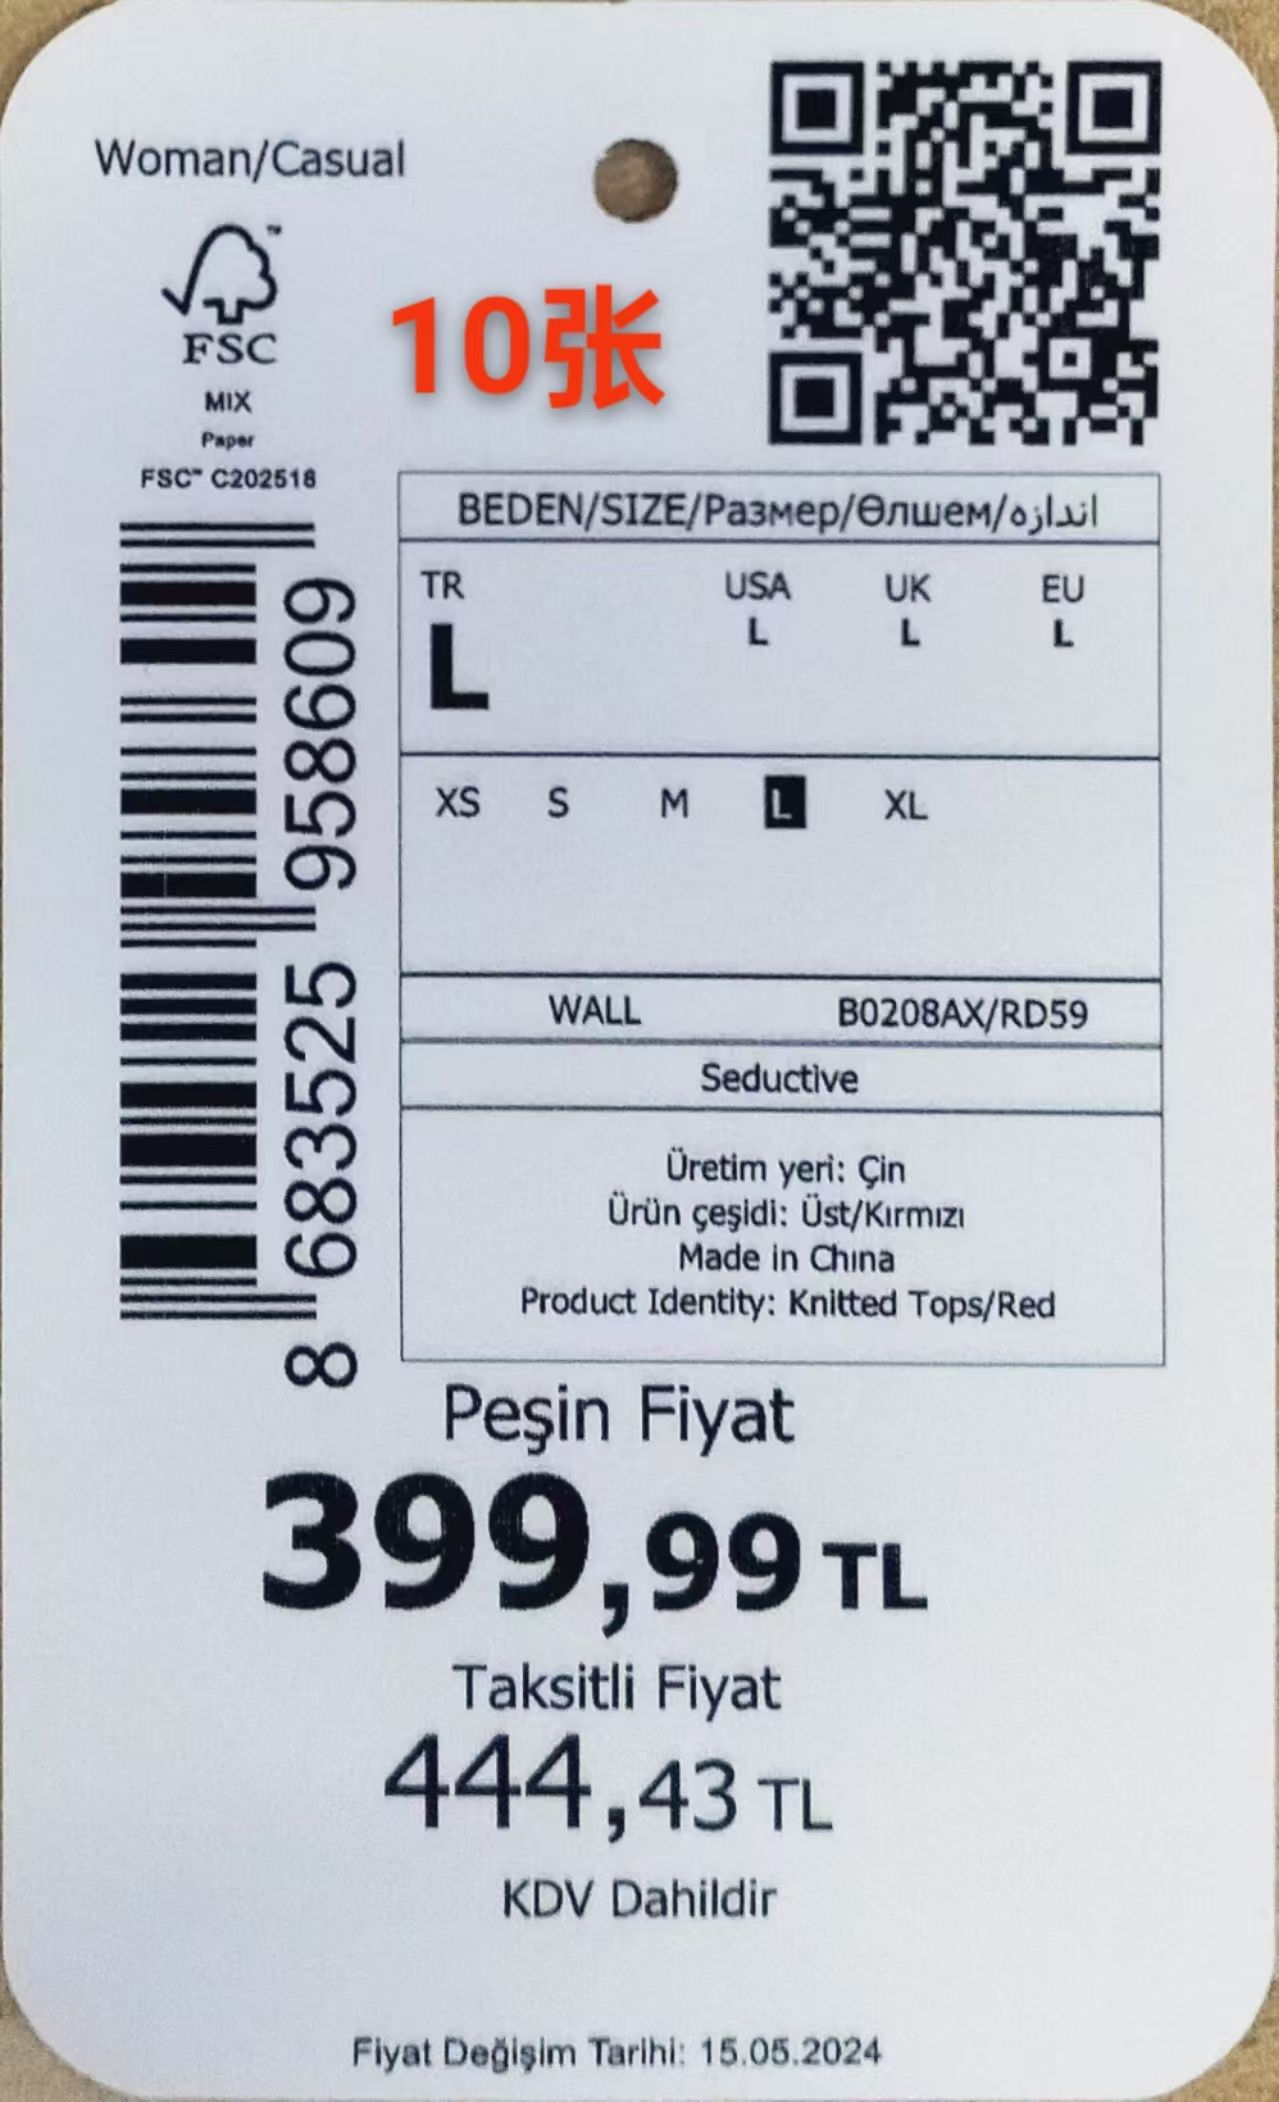 Woman/Casual
FSC™
MIX
Paper
FSC™ C202518
10张
BEDEN/SIZE/Размер/Өлшем/اندازه
TR USA UK EU
L L L L
XS S M L XL
WALL B0208AX/RD59
Seductive
Üretim yeri: Çin
Ürün çeşidi: Üst/Kırmızı
Made in China
Product Identity: Knitted Tops/Red
8 683525 958609
Peşin Fiyat
399,99 TL
Taksitli Fiyat
444,43 TL
KDV Dahildir
Fiyat Değişim Tarihi: 15.05.2024